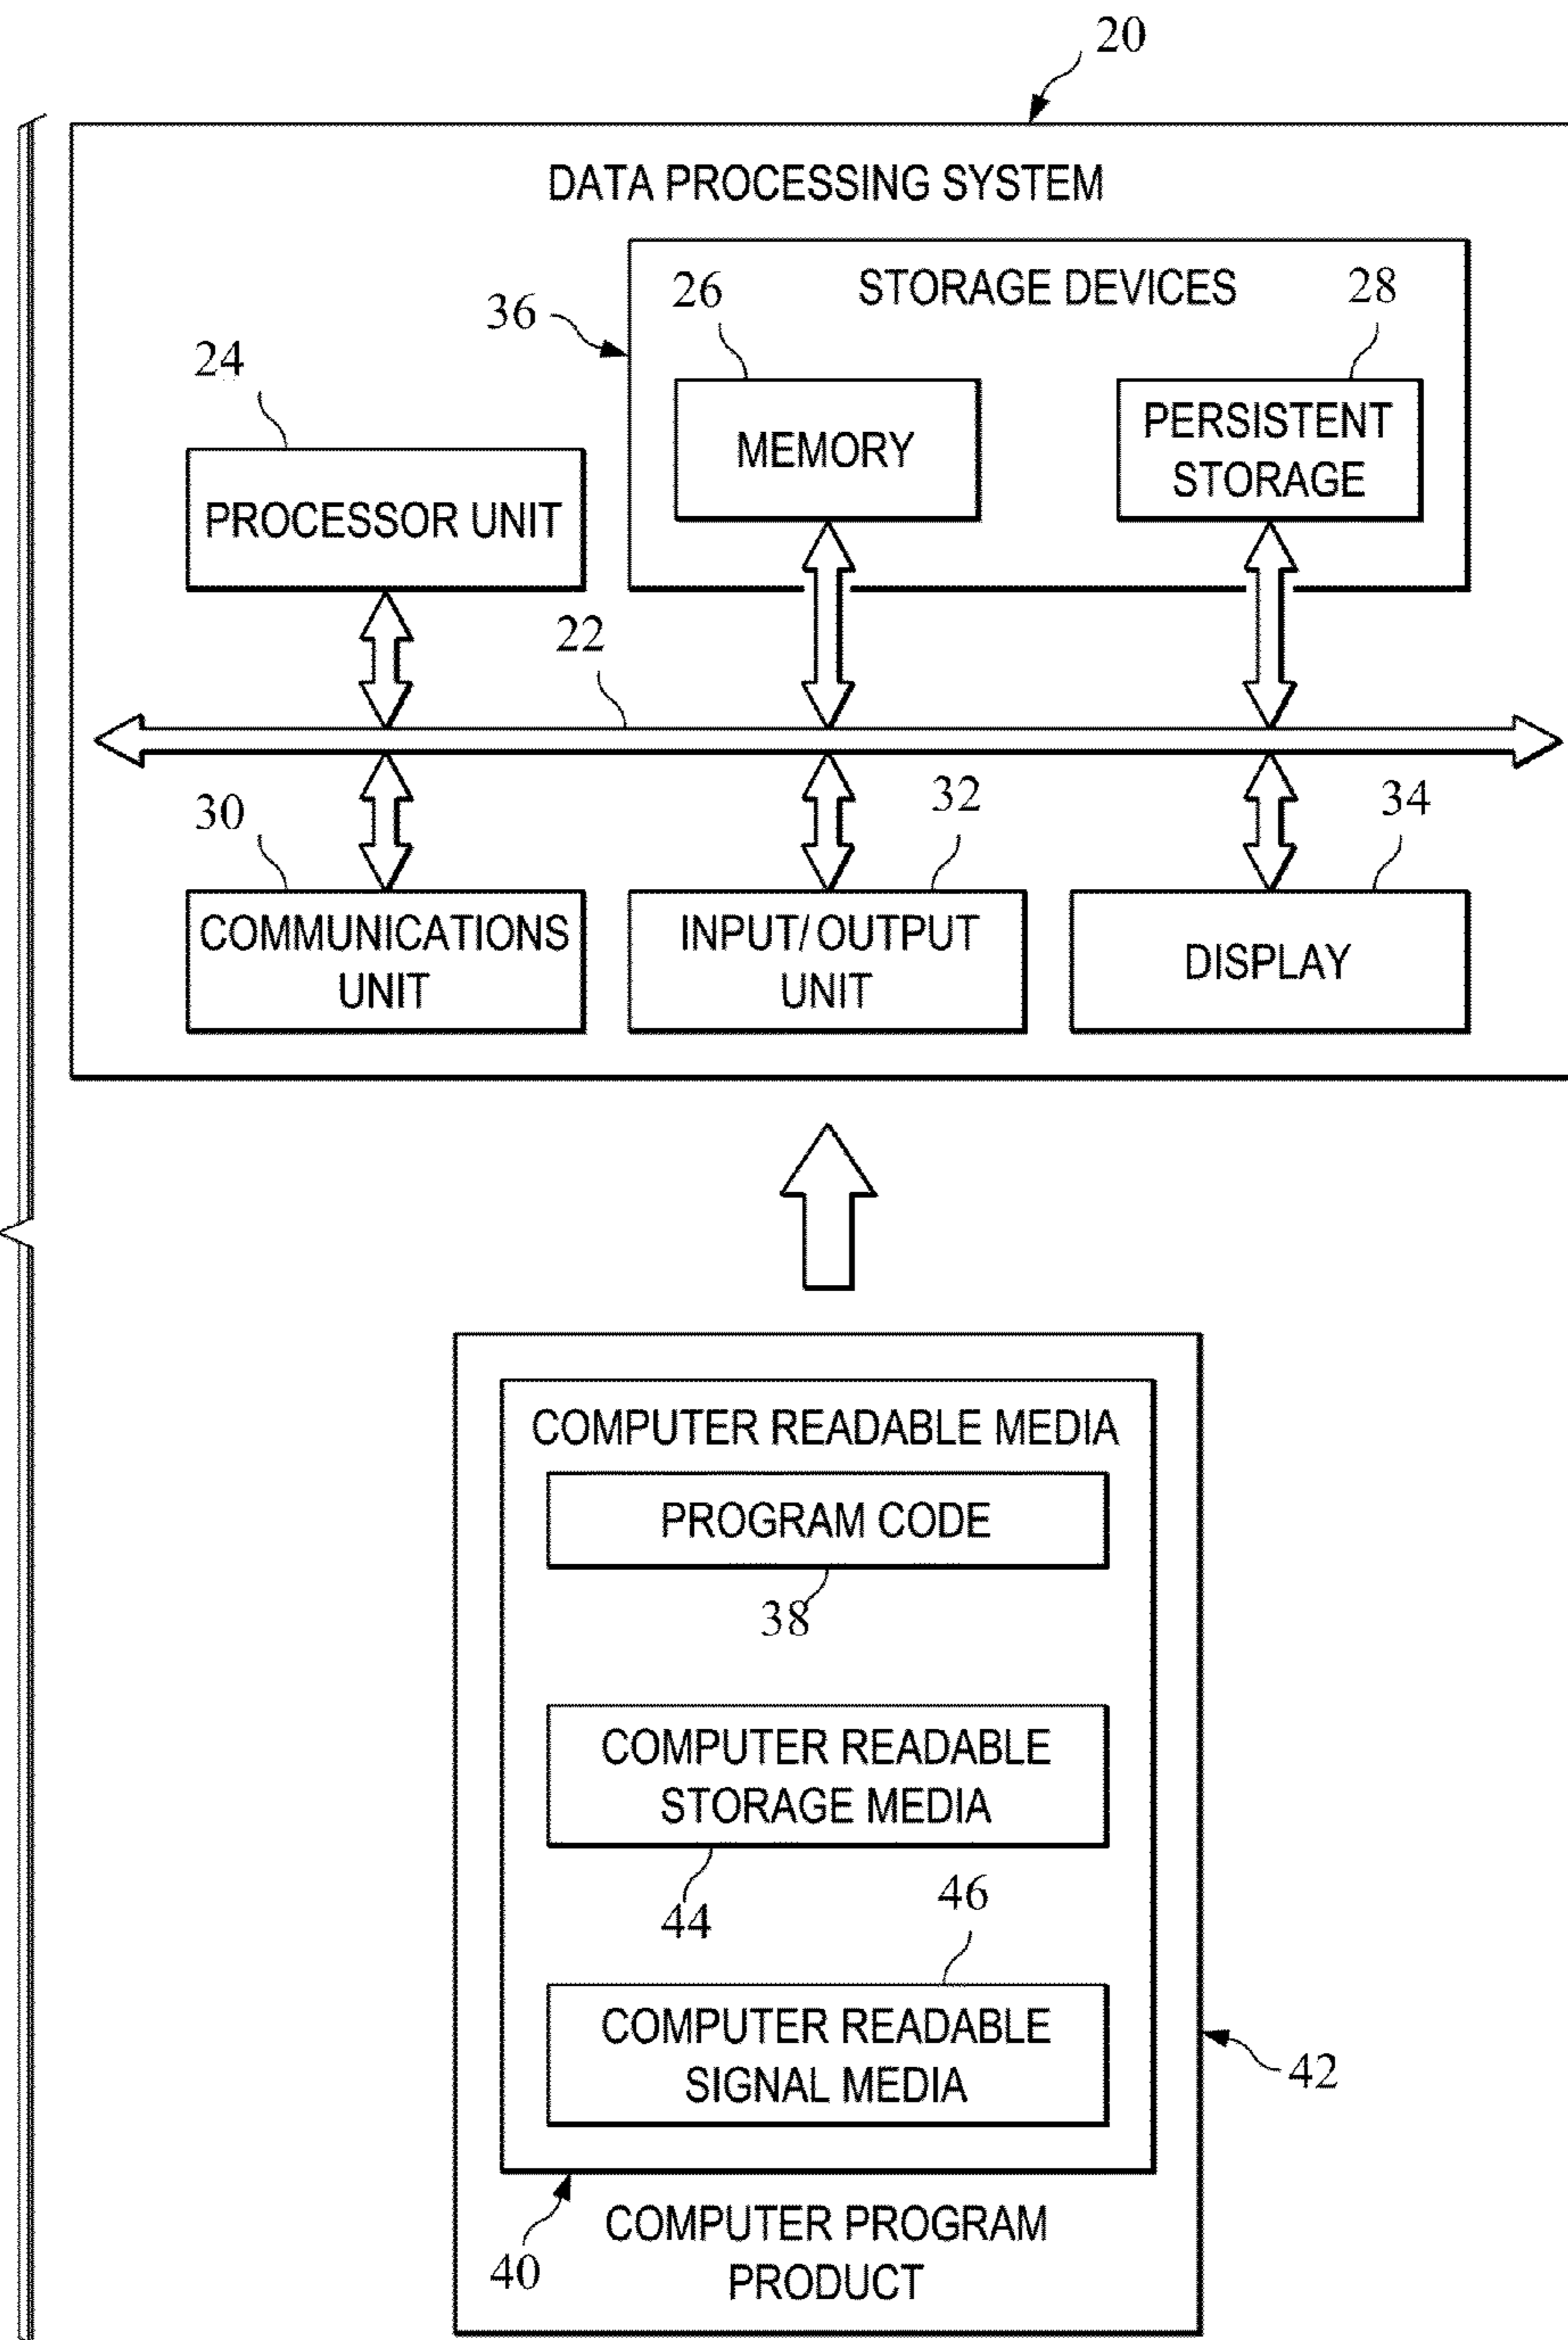 20
DATA PROCESSING SYSTEM
STORAGE DEVICES
36
26
28
24
MEMORY
PERSISTENT
STORAGE
PROCESSOR UNIT
22
30
32
34
COMMUNICATIONS
UNIT
INPUT/OUTPUT
UNIT
DISPLAY
COMPUTER READABLE MEDIA
PROGRAM CODE
38
COMPUTER READABLE
STORAGE MEDIA
44
46
COMPUTER READABLE
SIGNAL MEDIA
42
40
COMPUTER PROGRAM
PRODUCT